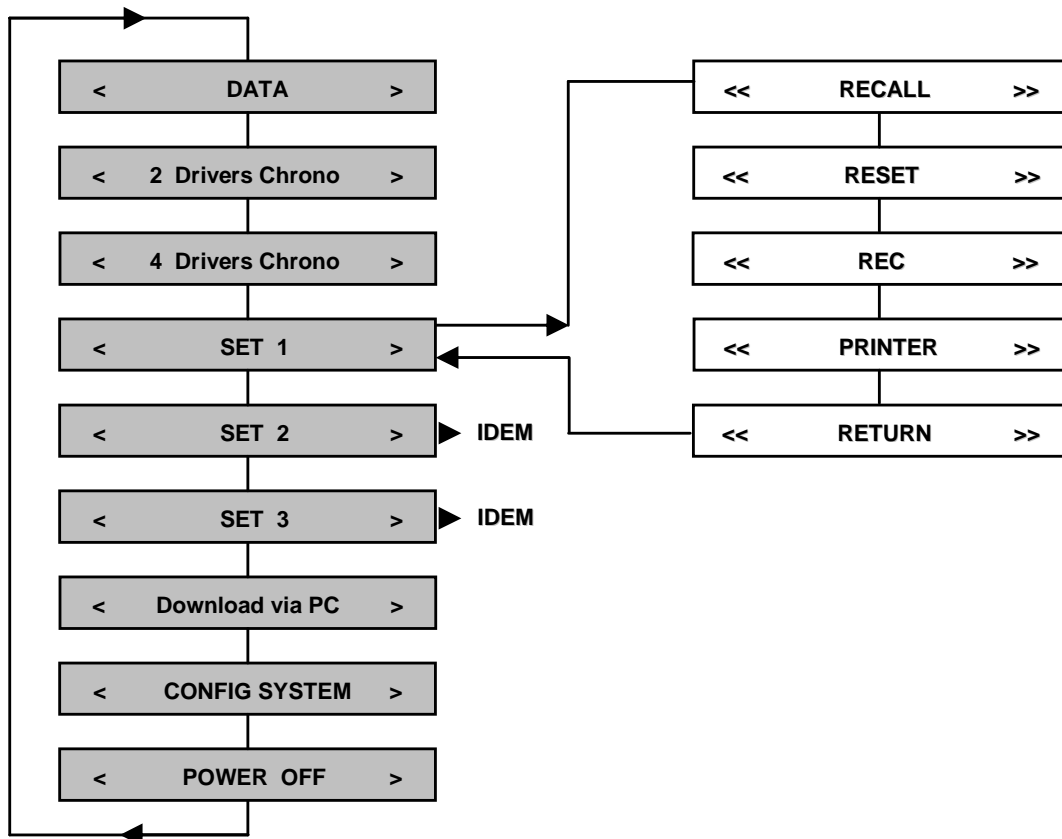 < DATA >
< 2 Drivers Chrono >
< 4 Drivers Chrono >
< SET 1 >
< SET 2 > IDEM
< SET 3 > IDEM
< Download via PC >
< CONFIG SYSTEM >
< POWER OFF >
<< RECALL >>
<< RESET >>
<< REC >>
<< PRINTER >>
<< RETURN >>